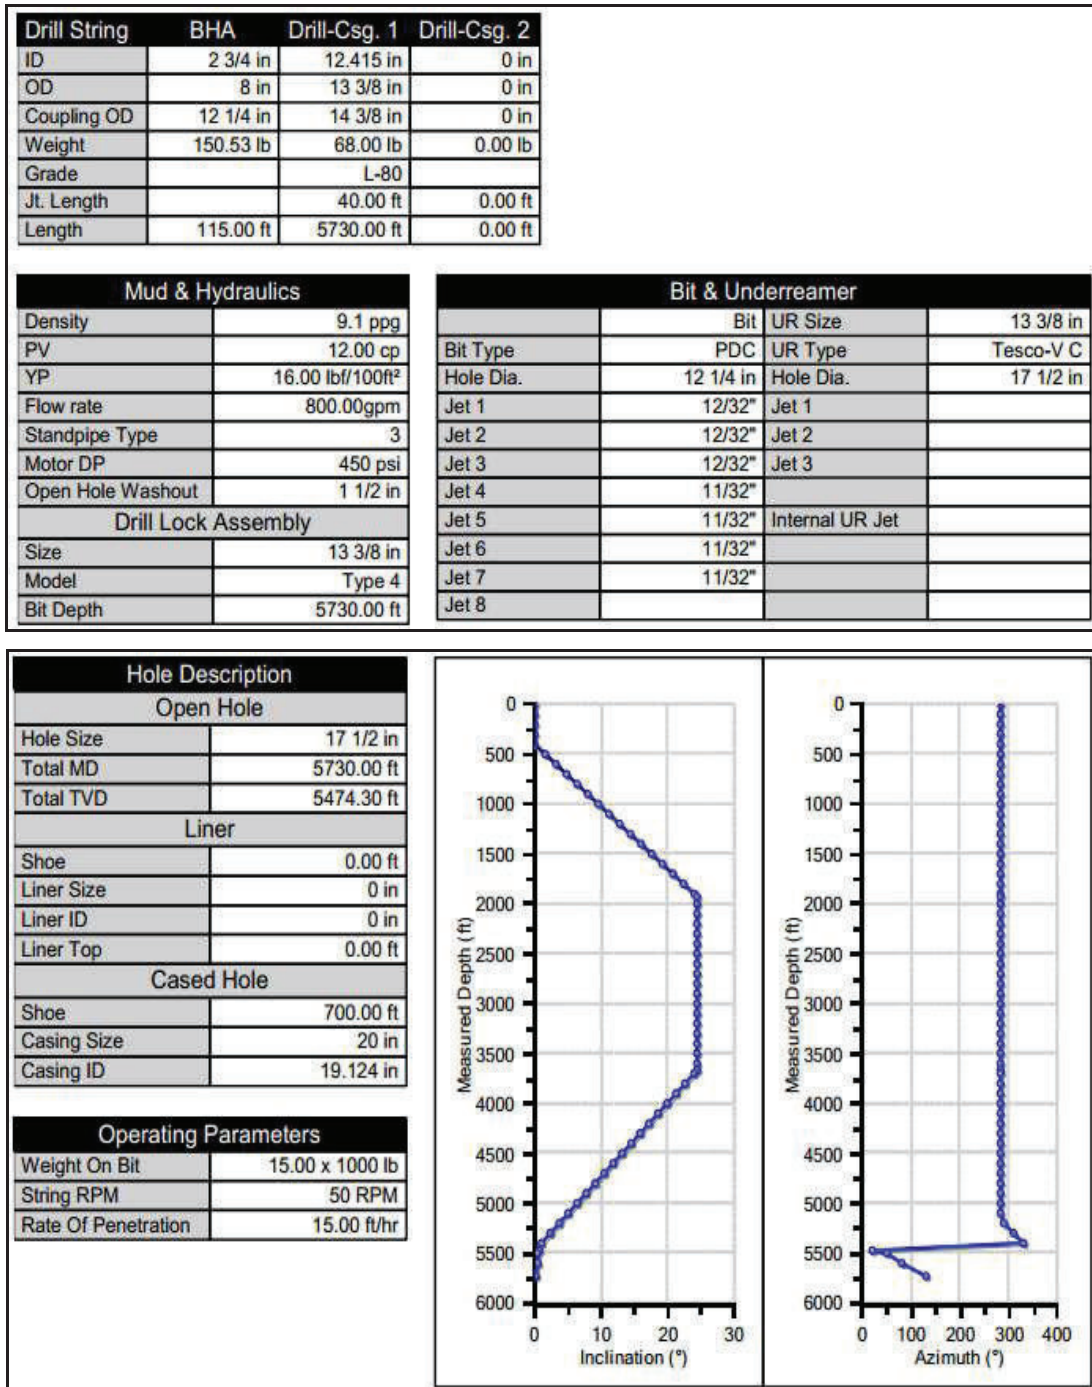 Drill String BHA Drill-Csg. 1 Drill-Csg. 2
ID 2 3/4 in 12.415 in 0 in
OD 8 in 13 3/8 in 0 in
Coupling OD 12 1/4 in 14 3/8 in 0 in
Weight 150.53 lb 68.00 lb 0.00 lb
Grade L-80
Jt. Length 40.00 ft 0.00 ft
Length 115.00 ft 5730.00 ft 0.00 ft
Mud & Hydraulics
Density 9.1 ppg
PV 12.00 cp
YP 16.00 lbf/100ft²
Flow rate 800.00gpm
Standpipe Type 3
Motor DP 450 psi
Open Hole Washout 1 1/2 in
Drill Lock Assembly
Size 13 3/8 in
Model Type 4
Bit Depth 5730.00 ft
Bit & Underreamer
Bit UR Size 13 3/8 in
Bit Type PDC UR Type Tesco-V C
Hole Dia. 12 1/4 in Hole Dia. 17 1/2 in
Jet 1 12/32" Jet 1
Jet 2 12/32" Jet 2
Jet 3 12/32" Jet 3
Jet 4 11/32"
Jet 5 11/32" Internal UR Jet
Jet 6 11/32"
Jet 7 11/32"
Jet 8
Hole Description
Open Hole
Hole Size 17 1/2 in
Total MD 5730.00 ft
Total TVD 5474.30 ft
Liner
Shoe 0.00 ft
Liner Size 0 in
Liner ID 0 in
Liner Top 0.00 ft
Cased Hole
Shoe 700.00 ft
Casing Size 20 in
Casing ID 19.124 in
Operating Parameters
Weight On Bit 15.00 x 1000 lb
String RPM 50 RPM
Rate Of Penetration 15.00 ft/hr
Measured Depth (ft)
0
500
1000
1500
2000
2500
3000
3500
4000
4500
5000
5500
6000
0 10 20 30
Inclination (°)
Measured Depth (ft)
0
500
1000
1500
2000
2500
3000
3500
4000
4500
5000
5500
6000
0 100 200 300 400
Azimuth (°)